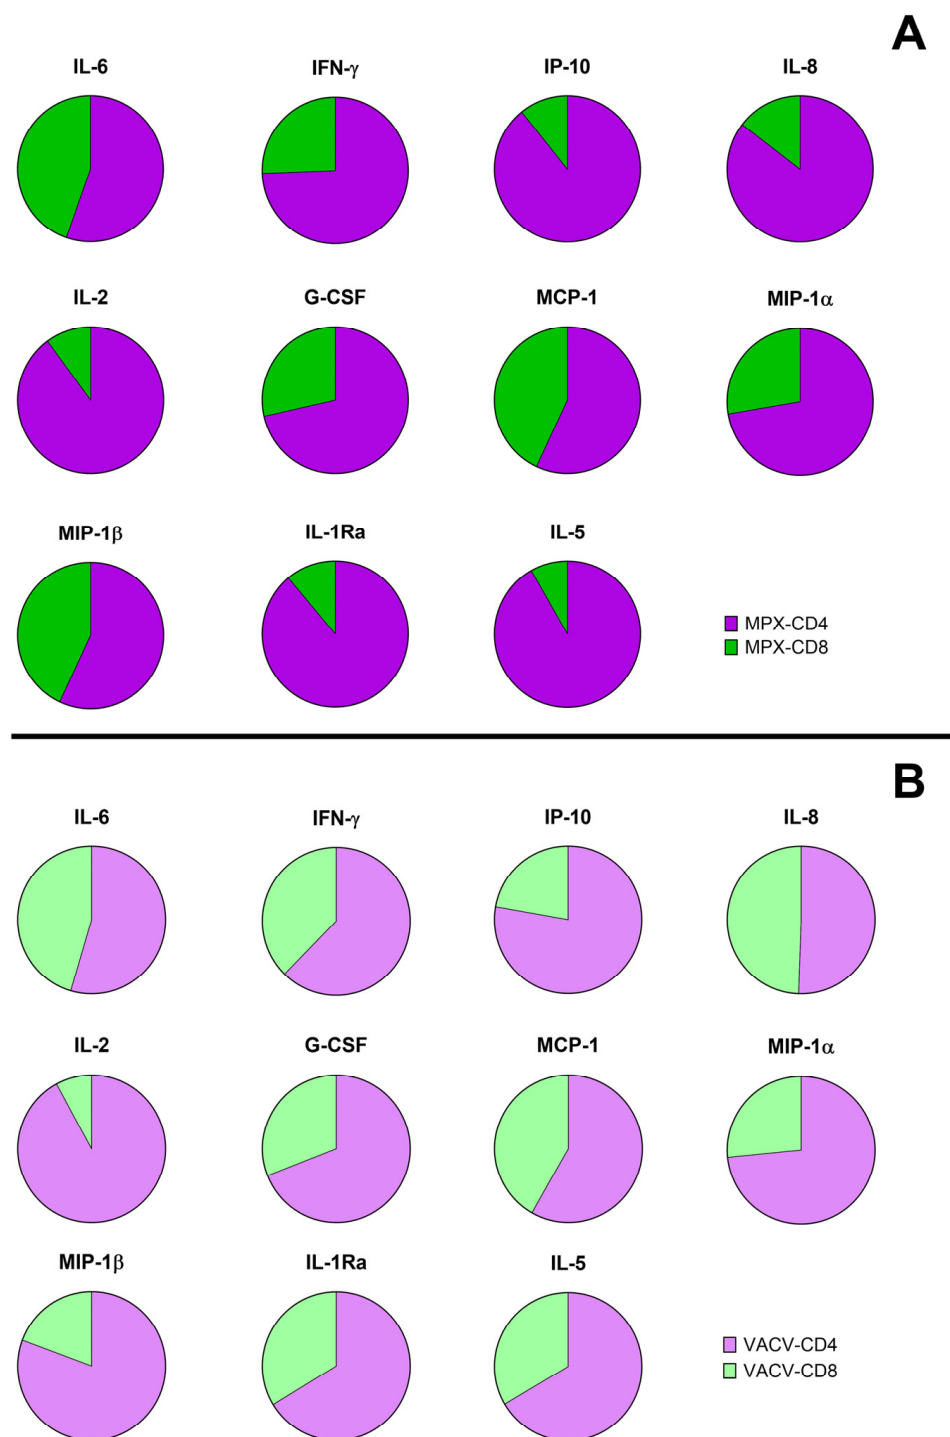 A
IL-6 IFN-γ IP-10 IL-8
IL-2 G-CSF MCP-1 MIP-1α
MIP-1β IL-1Ra IL-5
MPX-CD4
MPX-CD8
B
IL-6 IFN-γ IP-10 IL-8
IL-2 G-CSF MCP-1 MIP-1α
MIP-1β IL-1Ra IL-5
VACV-CD4
VACV-CD8